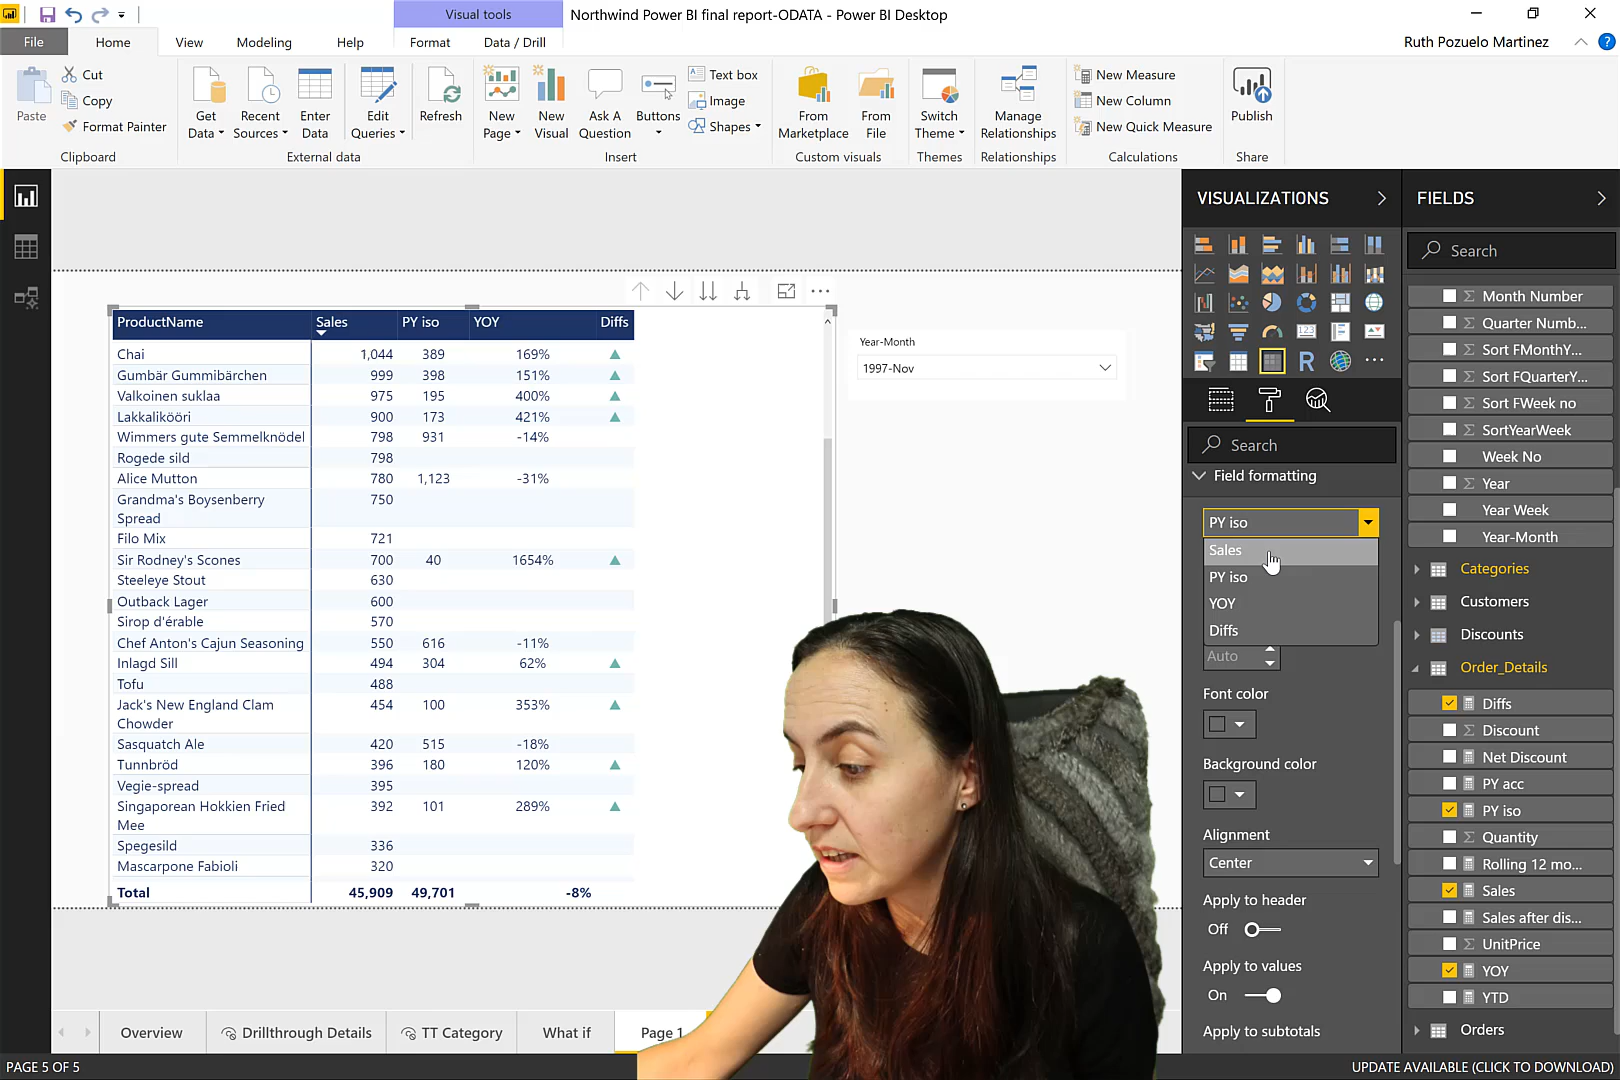 Visual tools
Northwind Power BI final report-ODATA - Power BI Desktop
File
Home
View
Modeling
Help
Format
Data / Drill
Ruth Pozuelo Martinez
?
Paste
Cut
Copy
Format Painter
Clipboard
Get Data
Recent Sources
Enter Data
Edit Queries
Refresh
External data
New Page
New Visual
Ask A Question
Buttons
Text box
Image
Shapes
Insert
From Marketplace
From File
Custom visuals
Switch Theme
Themes
Manage Relationships
Relationships
New Measure
New Column
New Quick Measure
Calculations
Publish
Share
ProductName Sales PY iso YOY Diffs
Chai 1,044 389 169%
Gumbär Gummibärchen 999 398 151%
Valkoinen suklaa 975 195 400%
Lakkalikööri 900 173 421%
Wimmers gute Semmelknödel 798 931 -14%
Rogede sild 798
Alice Mutton 780 1,123 -31%
Grandma's Boysenberry 750
Spread
Filo Mix 721
Sir Rodney's Scones 700 40 1654%
Steeleye Stout 630
Outback Lager 600
Sirop d'érable 570
Chef Anton's Cajun Seasoning 550 616 -11%
Inlagd Sill 494 304 62%
Tofu 488
Jack's New England Clam 454 100 353%
Chowder
Sasquatch Ale 420 515 -18%
Tunnbröd 396 180 120%
Vegie-spread 395
Singaporean Hokkien Fried 392 101 289%
Mee
Spegesild 336
Mascarpone Fabioli 320
Total 45,909 49,701 -8%
Year-Month
1997-Nov
VISUALIZATIONS
R
123
Search
Field formatting
PY iso
Sales
PY iso
YOY
Diffs
Auto
Font color
Background color
Alignment
Center
Apply to header
Off
Apply to values
On
Apply to subtotals
FIELDS
Search
Month Number
Quarter Numb...
Sort FMonthY...
Sort FQuarterY...
Sort FWeek no
SortYearWeek
Week No
Year
Year Week
Year-Month
Categories
Customers
Discounts
Order_Details
Diffs
Discount
Net Discount
PY acc
PY iso
Quantity
Rolling 12 mo...
Sales
Sales after dis...
UnitPrice
YOY
YTD
Orders
Overview
Drillthrough Details
TT Category
What if
Page 1
PAGE 5 OF 5
UPDATE AVAILABLE (CLICK TO DOWNLOAD)